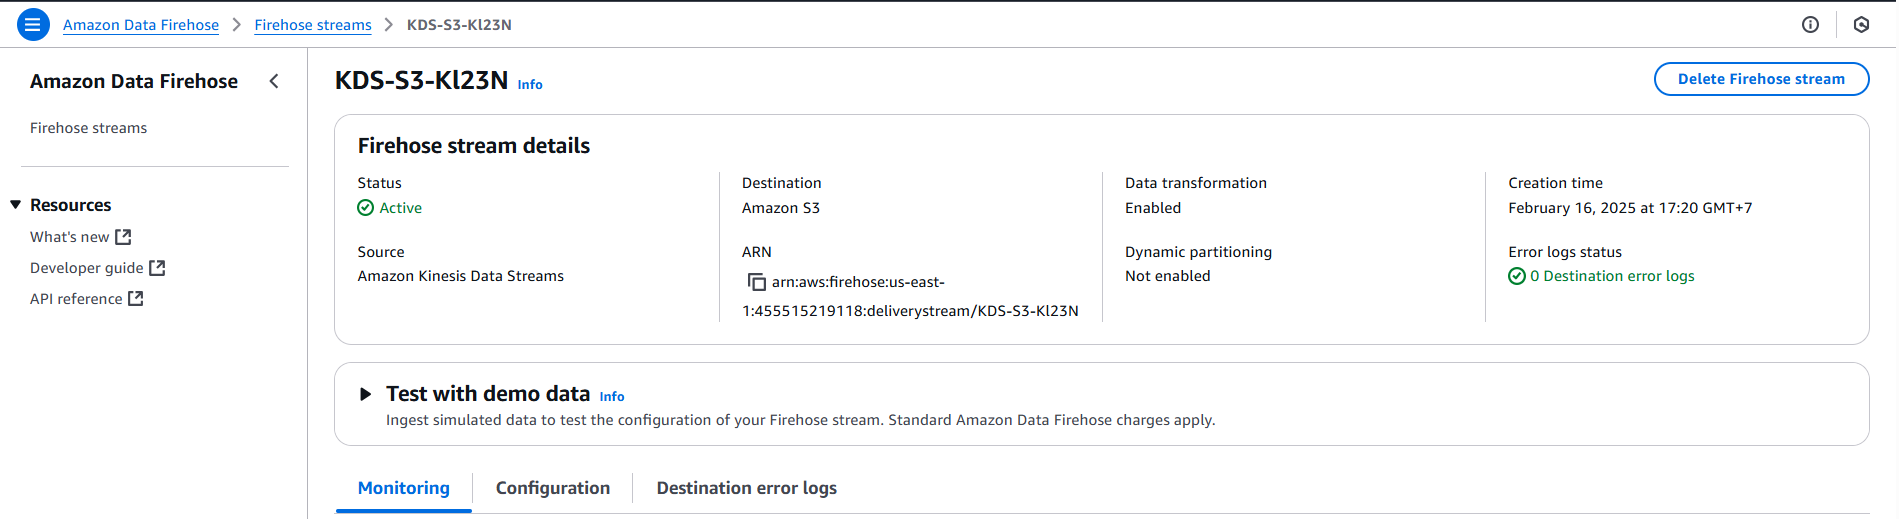 Amazon Data Firehose > Firehose streams > KDS-S3-Kl23N
Amazon Data Firehose
Firehose streams
Resources
What's new
Developer guide
API reference
KDS-S3-Kl23N Info
Delete Firehose stream
Firehose stream details
Status
Active
Source
Amazon Kinesis Data Streams
Destination
Amazon S3
ARN
arn:aws:firehose:us-east-
1:455515219118:deliverystream/KDS-S3-Kl23N
Data transformation
Enabled
Dynamic partitioning
Not enabled
Creation time
February 16, 2025 at 17:20 GMT+7
Error logs status
0 Destination error logs
Test with demo data Info
Ingest simulated data to test the configuration of your Firehose stream. Standard Amazon Data Firehose charges apply.
Monitoring
Configuration
Destination error logs